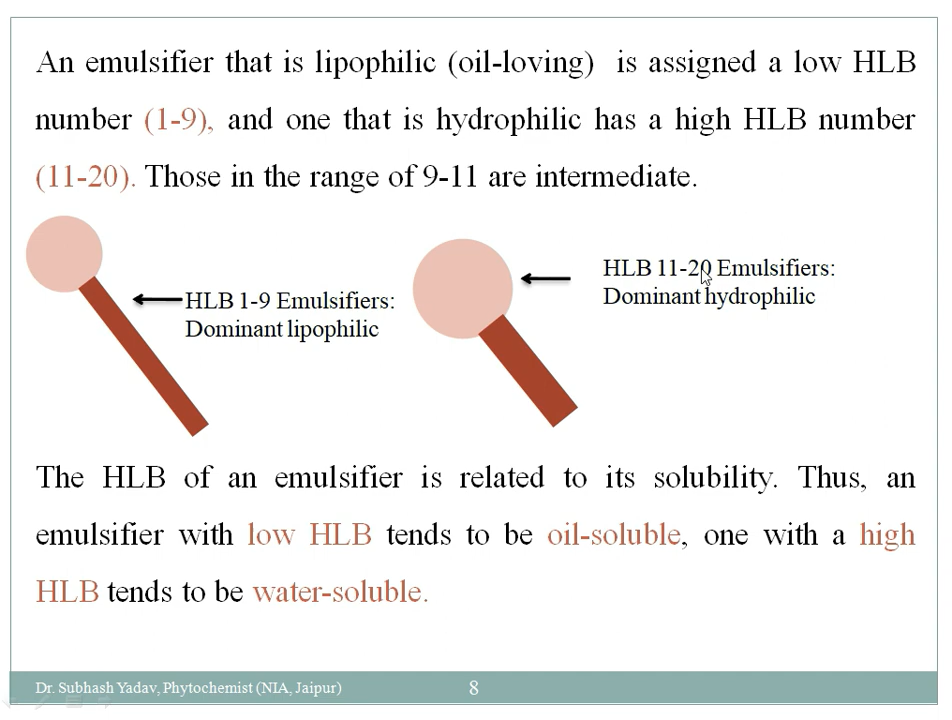 An emulsifier that is lipophilic (oil-loving) is assigned a low HLB
number (1-9), and one that is hydrophilic has a high HLB number
(11-20). Those in the range of 9-11 are intermediate.
HLB 1-9 Emulsifiers:
Dominant lipophilic
HLB 11-20 Emulsifiers:
Dominant hydrophilic
The HLB of an emulsifier is related to its solubility. Thus, an
emulsifier with low HLB tends to be oil-soluble, one with a high
HLB tends to be water-soluble.
Dr. Subhash Yadav, Phytochemist (NIA, Jaipur)
8